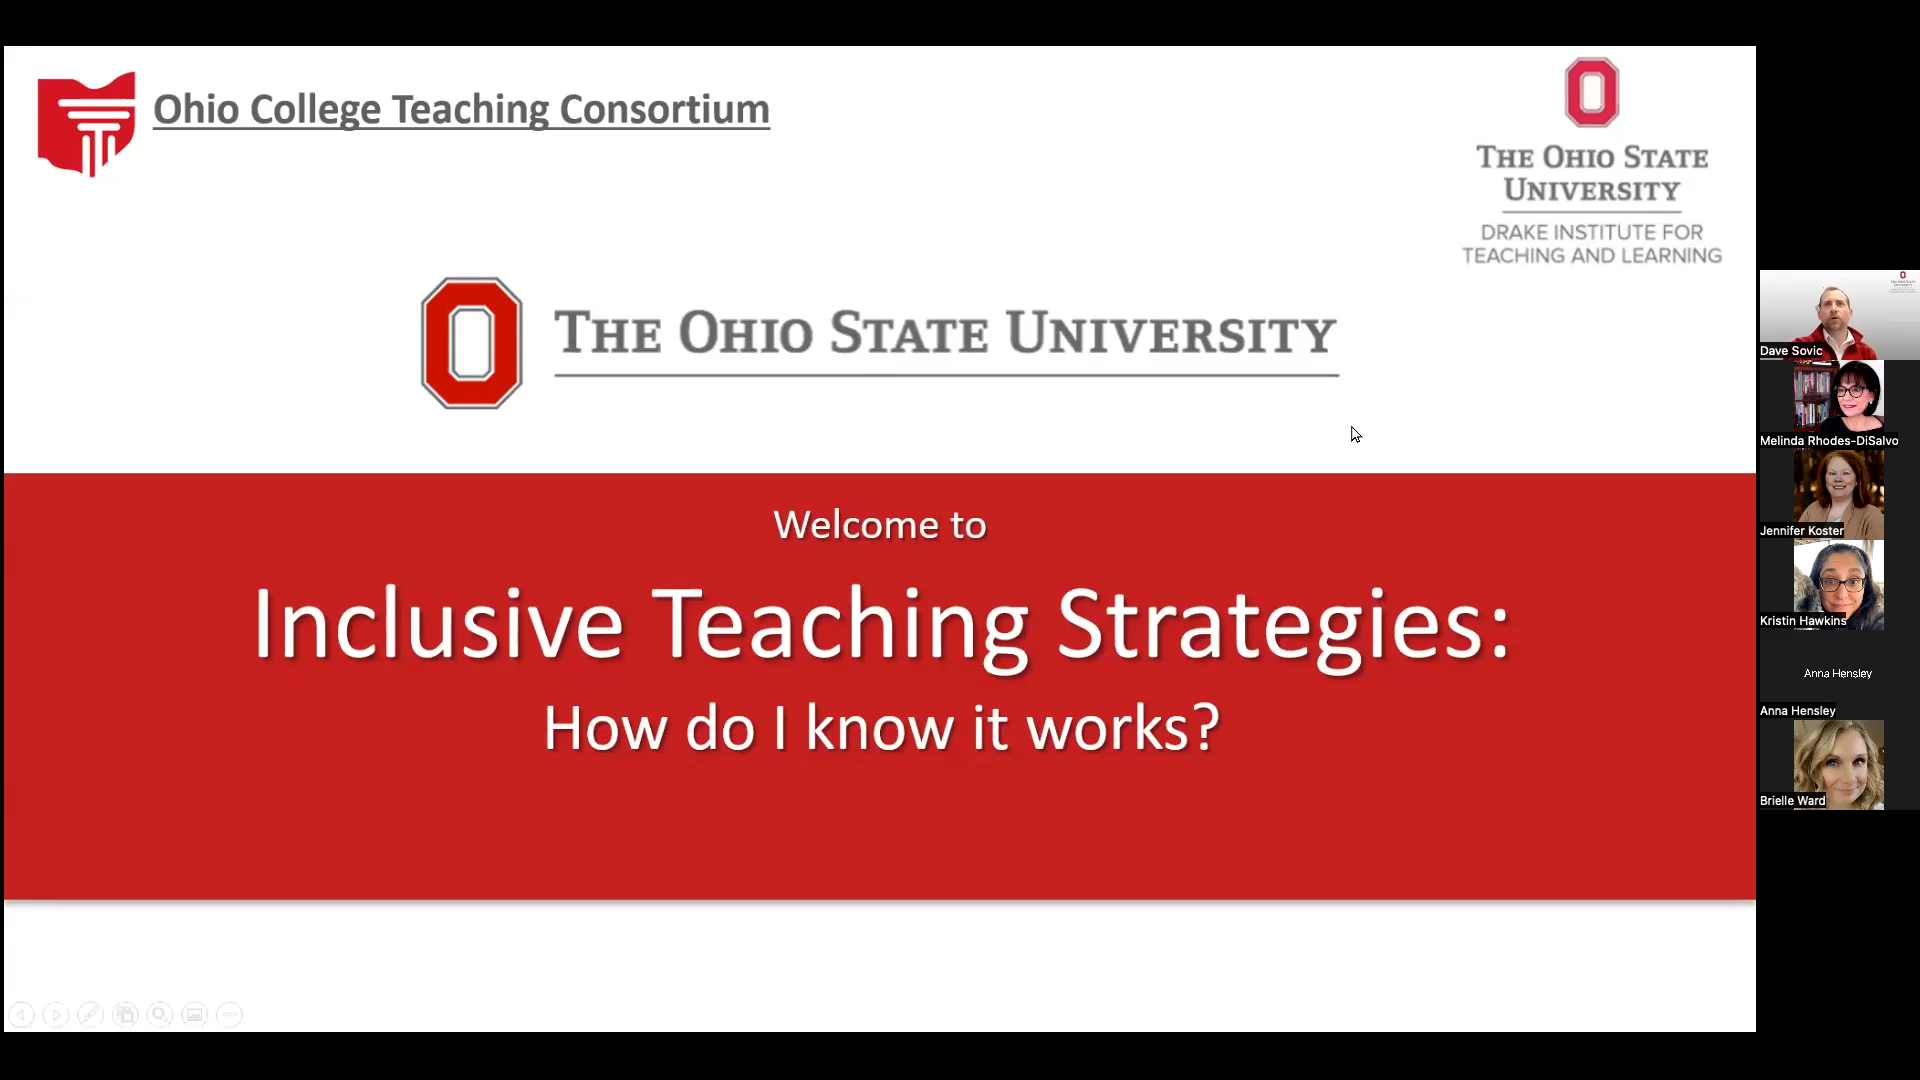 Ohio College Teaching Consortium
THE OHIO STATE
UNIVERSITY
DRAKE INSTITUTE FOR
TEACHING AND LEARNING
THE OHIO STATE UNIVERSITY
Welcome to
Inclusive Teaching Strategies:
How do I know it works?
Dave Sovic
Melinda Rhodes-DiSalvo
Jennifer Koster
Kristin Hawkins
Anna Hensley
Anna Hensley
Brielle Ward